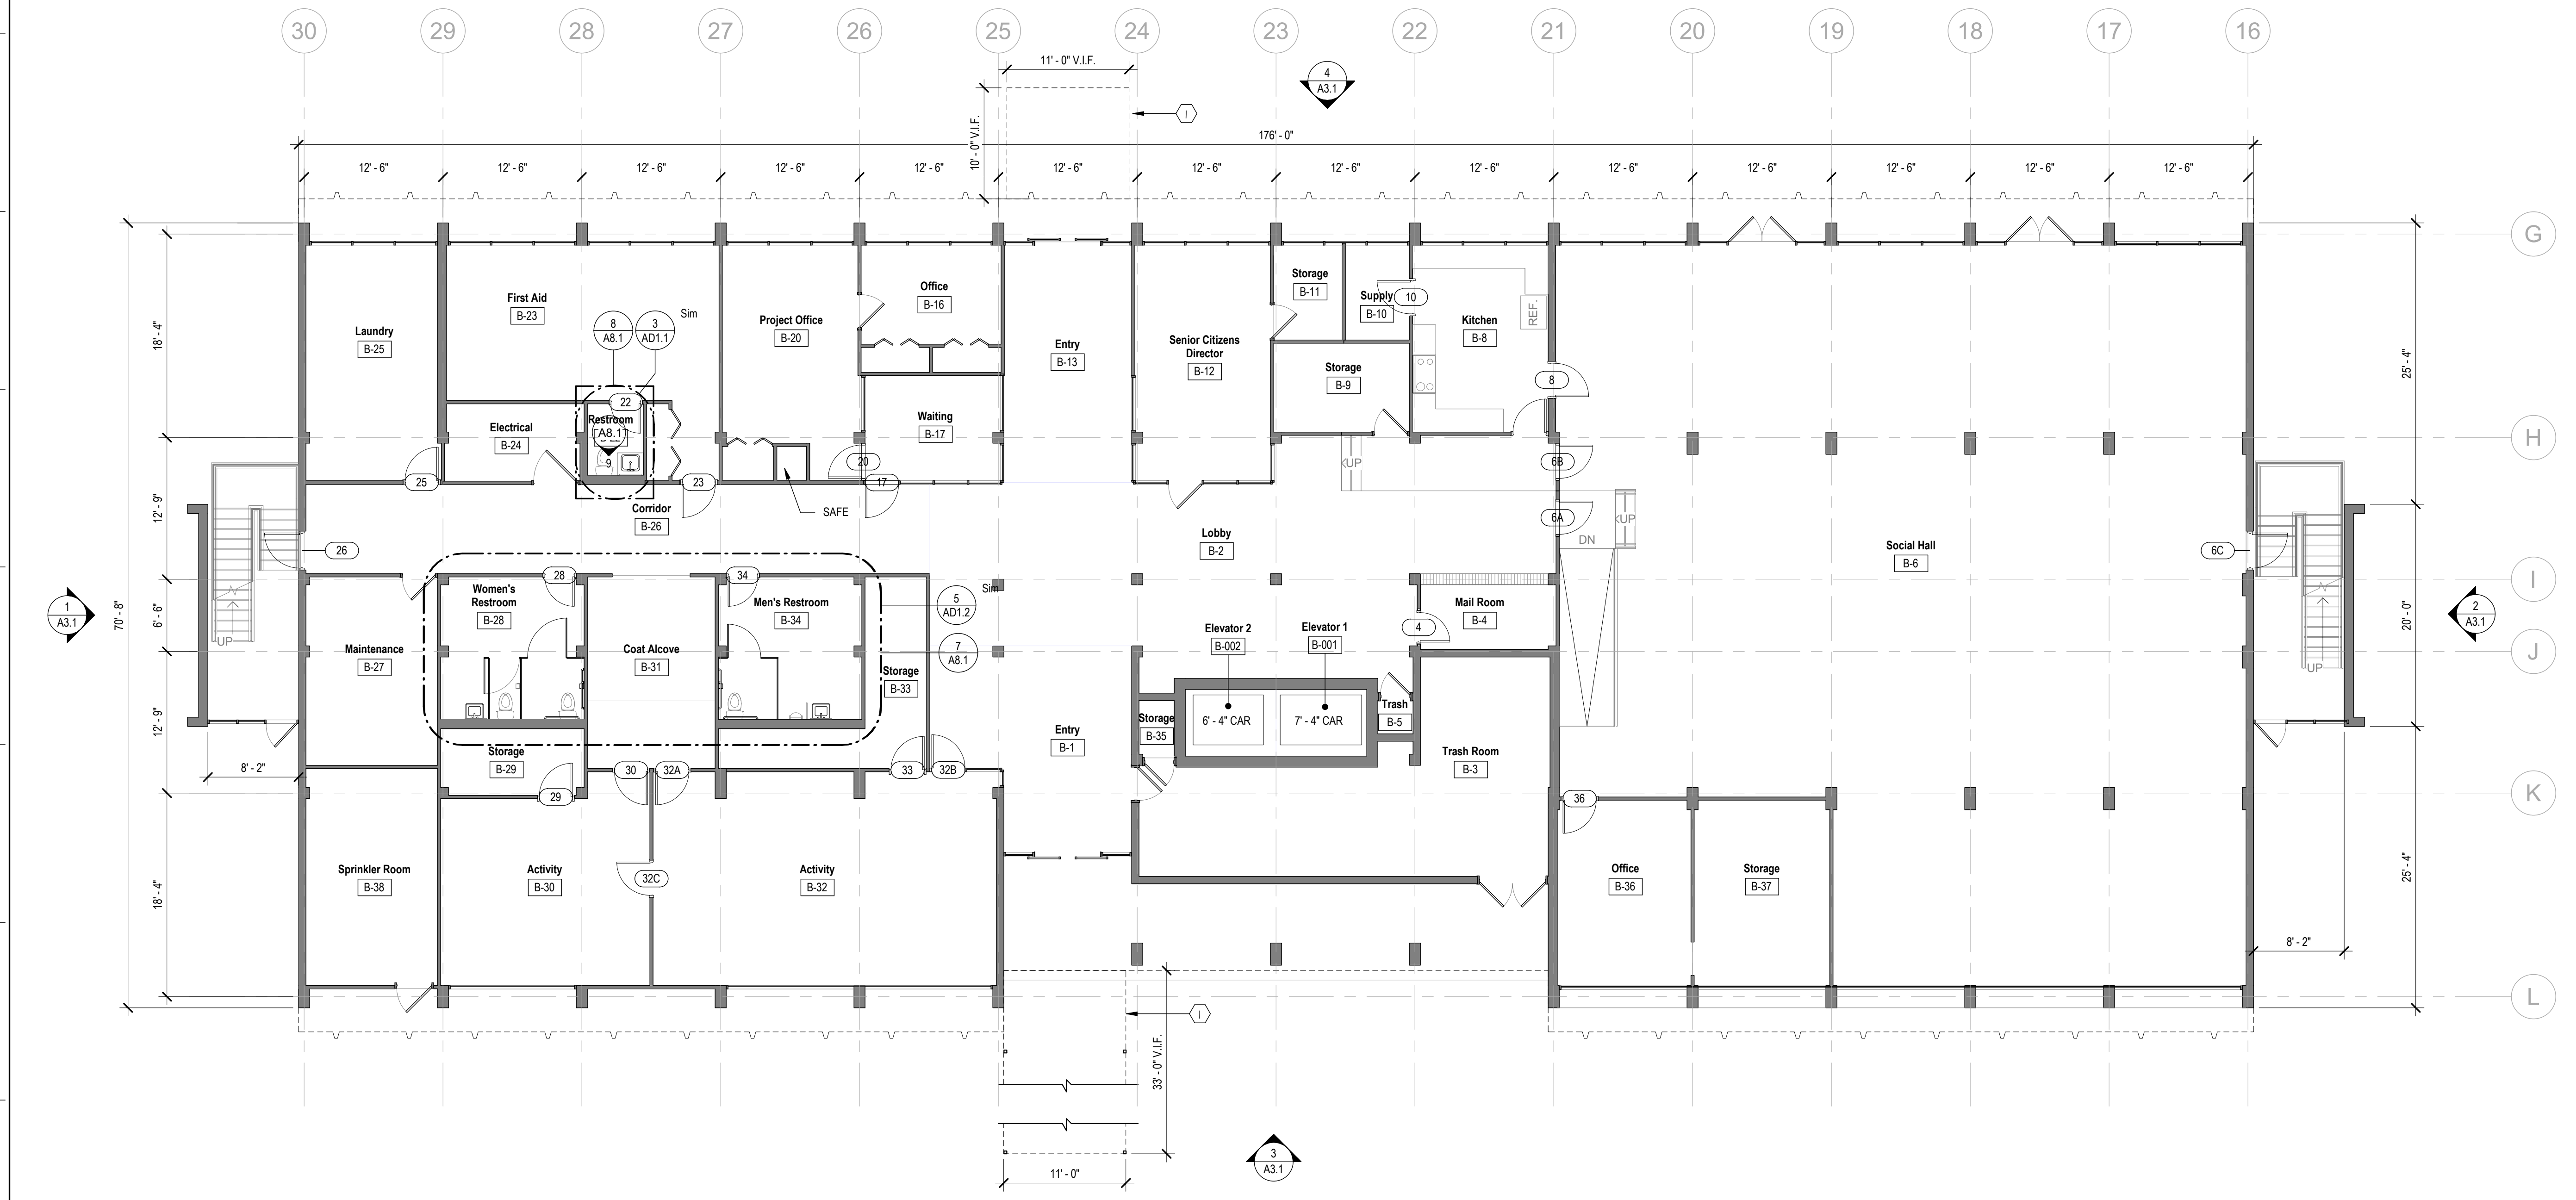 30 29 28 27 26 25 24 23 22 21 20 19 18 17 16
11' - 0" V.I.F.
4
A3.1
10' - 0" V.I.F.
I
176' - 0"
12' - 6" 12' - 6" 12' - 6" 12' - 6" 12' - 6" 12' - 6" 12' - 6" 12' - 6" 12' - 6" 12' - 6" 12' - 6" 12' - 6" 12' - 6" 12' - 6"
G
H
I
J
K
L
70' - 8"
18' - 4"
12' - 9"
6' - 6"
12' - 9"
18' - 4"
25' - 4"
20' - 0"
25' - 4"
Laundry
B-25
First Aid
B-23
8
A8.1
3
AD1.1
Sim
Project Office
B-20
Office
B-16
Entry
B-13
Senior Citizens
Director
B-12
Storage
B-11
Supply
B-10
10
Kitchen
B-8
REF.
Storage
B-9
8
Electrical
B-24
22
Restroom
A8.1
9
Waiting
B-17
20
17
25
23
SAFE
UP
6B
6A
UP
DN
Corridor
B-26
26
Lobby
B-2
Social Hall
B-6
6C
1
A3.1
2
A3.1
UP
UP
28
34
Women's
Restroom
B-28
Men's Restroom
B-34
5
AD1.2
Sim
7
A8.1
Mail Room
B-4
4
Maintenance
B-27
Coat Alcove
B-31
Storage
B-33
Elevator 2
B-002
Elevator 1
B-001
6' - 4" CAR
7' - 4" CAR
Trash
B-5
Storage
B-35
Entry
B-1
Trash Room
B-3
Storage
B-29
8' - 2"
29
30
32A
33
32B
36
Sprinkler Room
B-38
Activity
B-30
32C
Activity
B-32
Office
B-36
Storage
B-37
8' - 2"
I
33' - 0" V.I.F.
11' - 0"
3
A3.1